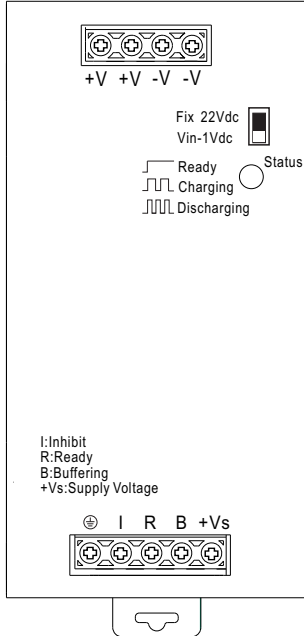 +V +V -V -V
Fix 22Vdc
Vin-1Vdc
Status
Ready
Charging
Discharging
I:Inhibit
R:Ready
B:Buffering
+Vs:Supply Voltage
I R B +Vs